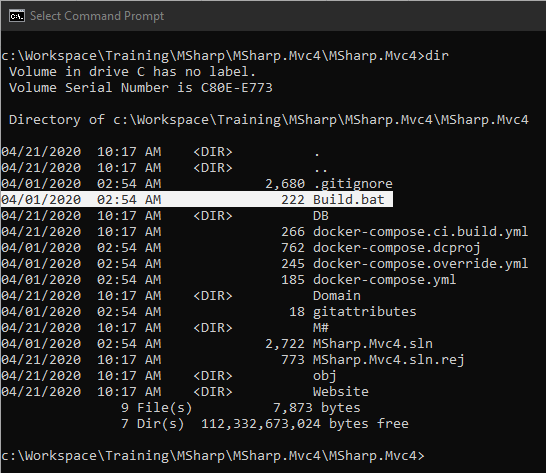 Select Command Prompt
c:\Workspace\Training\MSharp\MSharp.Mvc4\MSharp.Mvc4>dir
 Volume in drive C has no label.
 Volume Serial Number is C80E-E773
 Directory of c:\Workspace\Training\MSharp\MSharp.Mvc4\MSharp.Mvc4
04/21/2020  10:17 AM    <DIR>          .
04/21/2020  10:17 AM    <DIR>          ..
04/01/2020  02:54 AM             2,680 .gitignore
04/01/2020  02:54 AM               222 Build.bat
04/21/2020  10:17 AM    <DIR>          DB
04/21/2020  10:17 AM               266 docker-compose.ci.build.yml
04/01/2020  02:54 AM               762 docker-compose.dcproj
04/01/2020  02:54 AM               245 docker-compose.override.yml
04/01/2020  02:54 AM               185 docker-compose.yml
04/21/2020  10:17 AM    <DIR>          Domain
04/01/2020  02:54 AM                18 gitattributes
04/21/2020  10:17 AM    <DIR>          M#
04/01/2020  02:54 AM             2,722 MSharp.Mvc4.sln
04/21/2020  10:17 AM               773 MSharp.Mvc4.sln.rej
04/21/2020  10:17 AM    <DIR>          obj
04/21/2020  10:17 AM    <DIR>          Website
               9 File(s)          7,873 bytes
               7 Dir(s)  112,332,673,024 bytes free
c:\Workspace\Training\MSharp\MSharp.Mvc4\MSharp.Mvc4>